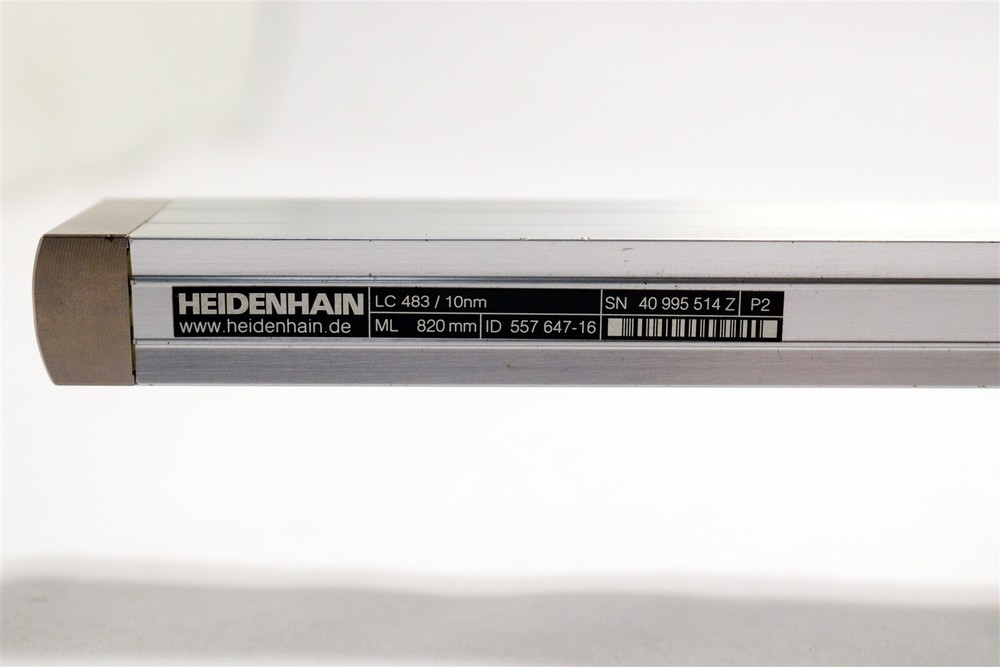 HEIDENHAIN
www.heidenhain.de
LC 483 / 10nm
ML 820 mm
ID 557 647-16
SN 40 995 514 Z
P2